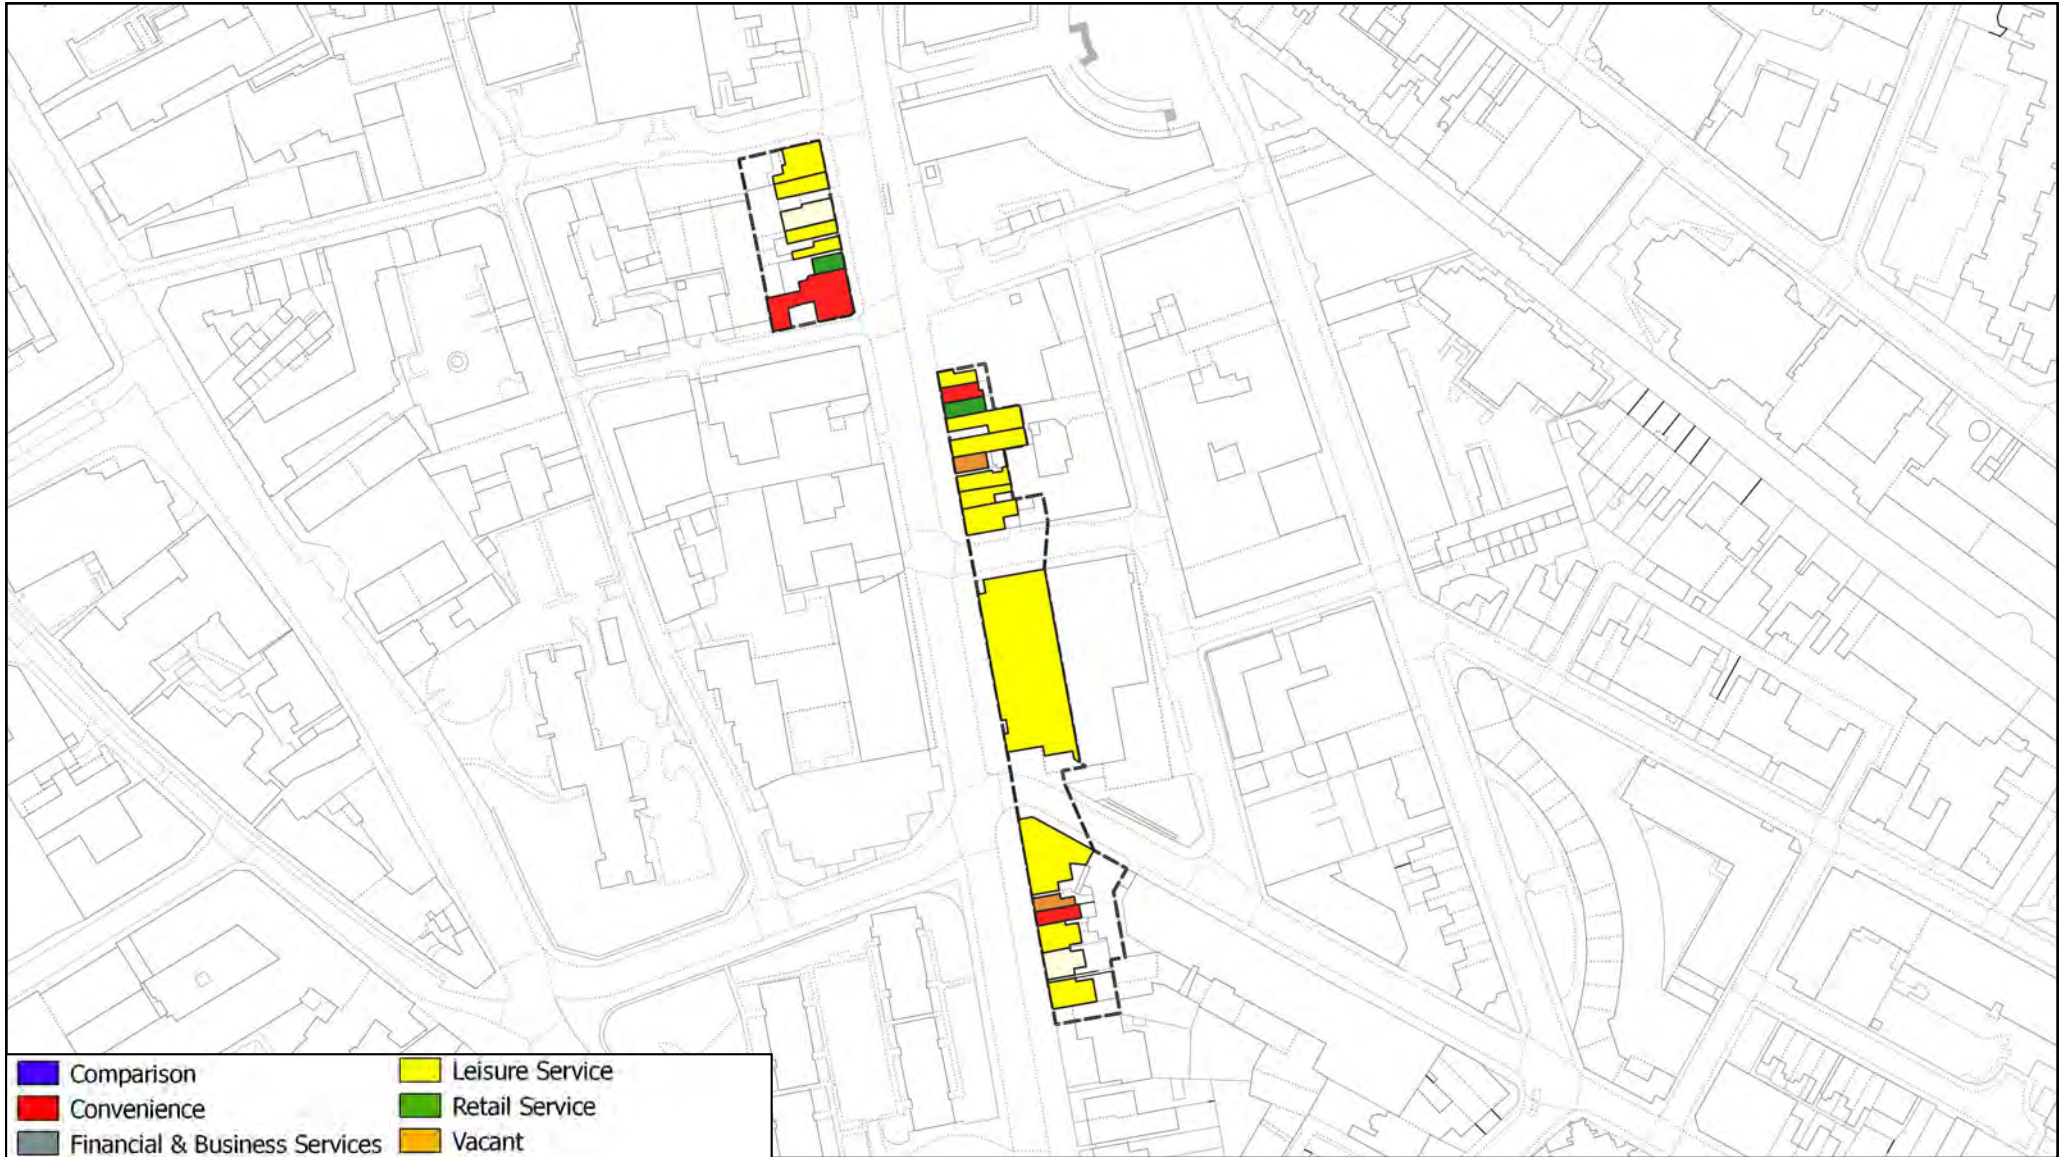 Comparison
Convenience
Financial & Business Services
Leisure Service
Retail Service
Vacant